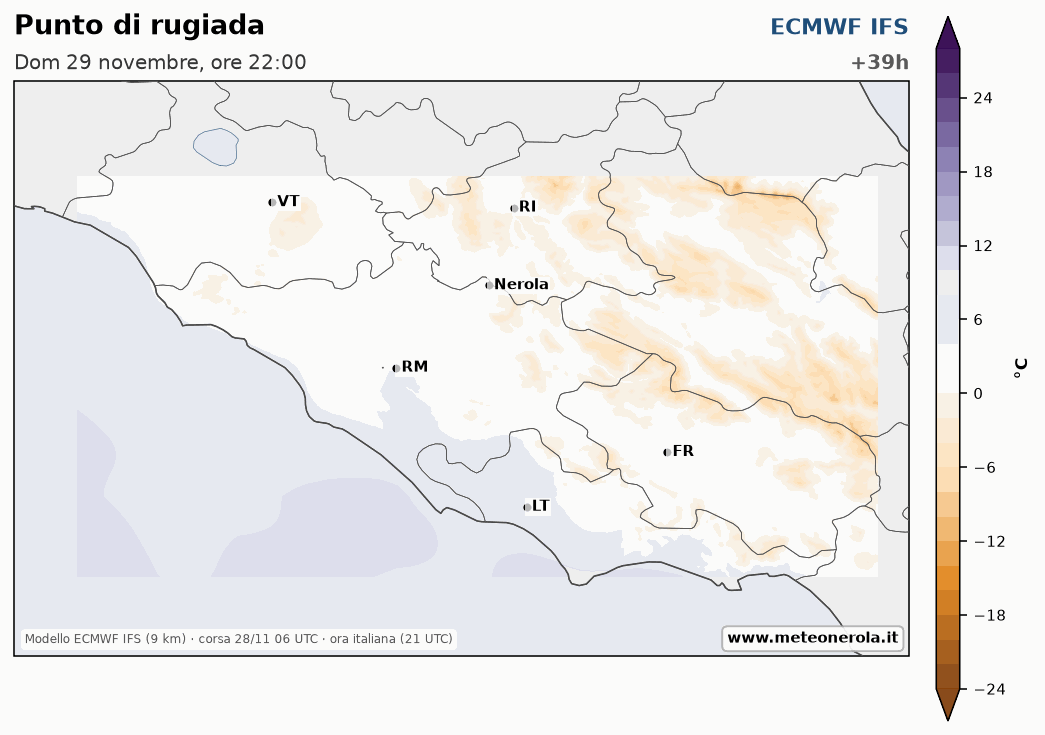 Punto di rugiada
ECMWF IFS
Dom 29 novembre, ore 22:00
+39h
VT
RI
Nerola
RM
FR
LT
24
18
12
6
0
−6
−12
−18
−24
°C
Modello ECMWF IFS (9 km) · corsa 28/11 06 UTC · ora italiana (21 UTC)
www.meteonerola.it